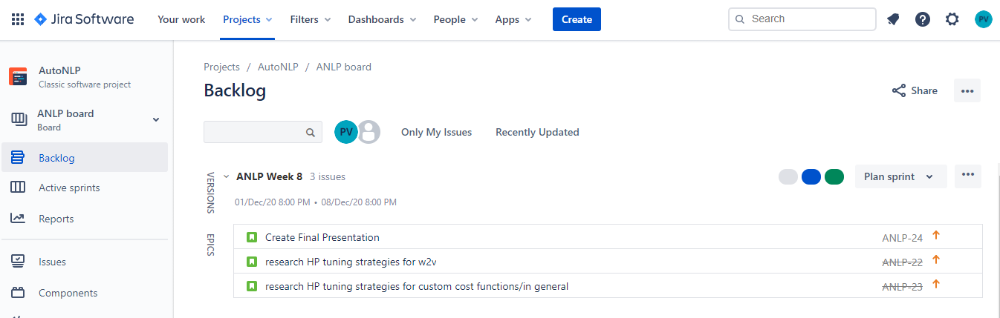 Jira Software Your work Projects Filters Dashboards People Apps Create Search PV
AutoNLP
Classic software project
ANLP board
Board
Backlog
Active sprints
Reports
Issues
Components
Projects / AutoNLP / ANLP board
Backlog
Share
PV Only My Issues Recently Updated
VERSIONS
EPICS
ANLP Week 8 3 issues Plan sprint
01/Dec/20 8:00 PM • 08/Dec/20 8:00 PM
Create Final Presentation ANLP-24
research HP tuning strategies for w2v ANLP-22
research HP tuning strategies for custom cost functions/in general ANLP-23